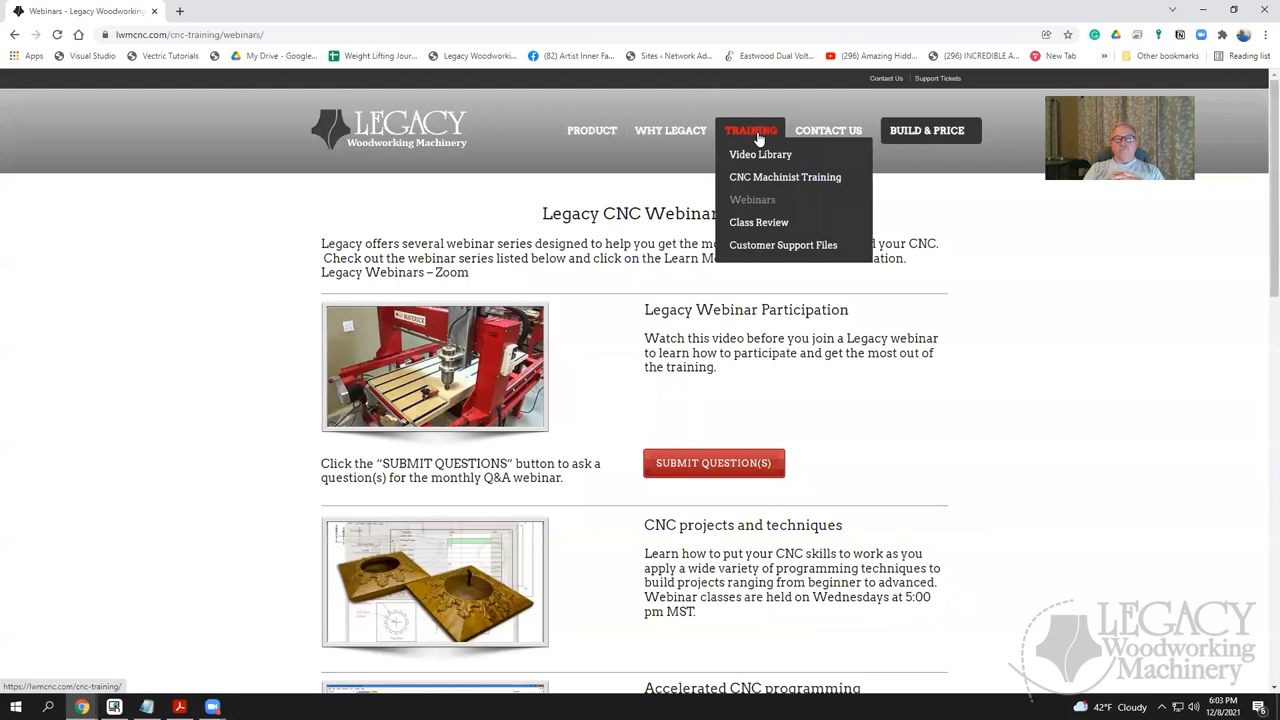 Webinars - Legacy Woodworking
lwmcnc.com/cnc-training/webinars/
Apps Visual Studio Vectric Tutorials My Drive - Google... Weight Lifting Jour... Legacy Woodworki... (82) Artist Inner Fa... Sites ‹ Network Ad... Eastwood Dual Volt... (296) Amazing Hidd... (296) INCREDIBLE A... New Tab » Other bookmarks Reading list
Contact Us | Support Tickets
LEGACY
Woodworking Machinery
PRODUCT WHY LEGACY TRAINING CONTACT US BUILD & PRICE
Video Library
CNC Machinist Training
Webinars
Class Review
Customer Support Files
Legacy CNC Webinar
Legacy offers several webinar series designed to help you get the mo d your CNC.
Check out the webinar series listed below and click on the Learn M ation.
Legacy Webinars – Zoom
MAVERICK
Legacy Webinar Participation
Watch this video before you join a Legacy webinar
to learn how to participate and get the most out of
the training.
Click the “SUBMIT QUESTIONS” button to ask a
question(s) for the monthly Q&A webinar.
SUBMIT QUESTION(S)
CNC projects and techniques
Learn how to put your CNC skills to work as you
apply a wide variety of programming techniques to
build projects ranging from beginner to advanced.
Webinar classes are held on Wednesdays at 5:00
pm MST.
Accelerated CNC programming
LEGACY
Woodworking
Machinery
https://lwmcnc.com/cnc-training/
42°F Cloudy
6:03 PM
12/8/2021